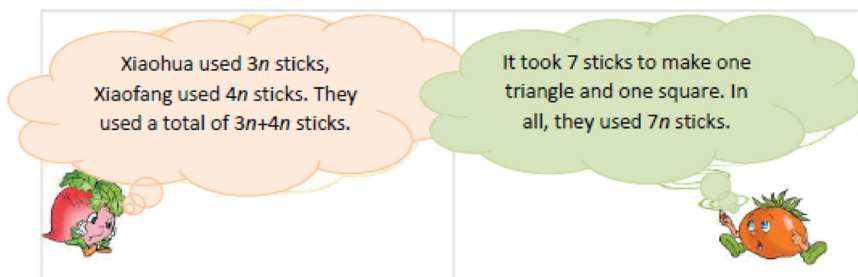 Xiaohua used 3n sticks,
Xiaofang used 4n sticks. They
used a total of 3n+4n sticks.
It took 7 sticks to make one
triangle and one square. In
all, they used 7n sticks.